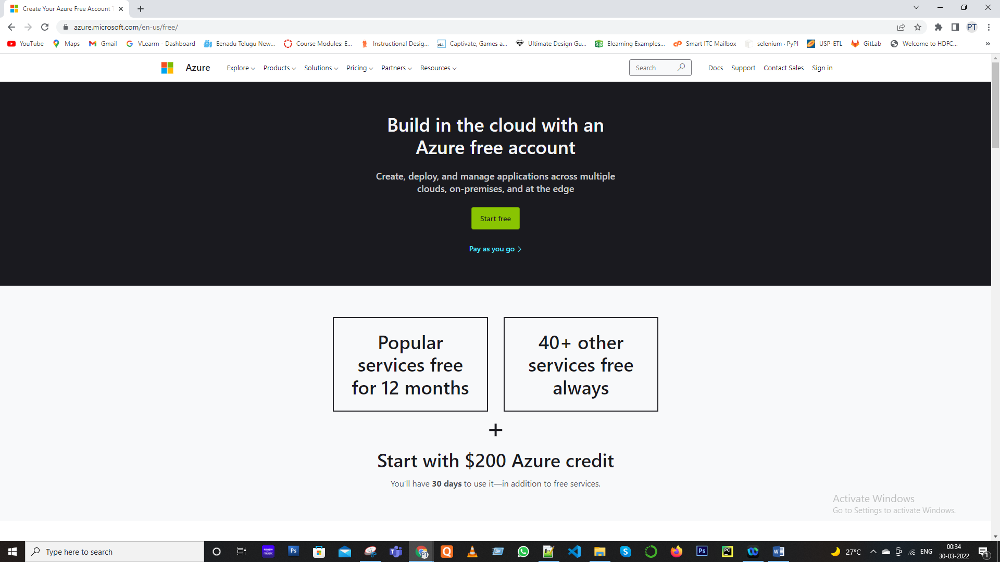 Create Your Azure Free Account
azure.microsoft.com/en-us/free/
PT
YouTube Maps Gmail VLearrn - Dashboard Eenadu Telugu New... Course Modules: E... Instructional Desig... Captivate, Games a... Ultimate Design Gu... Elearning Examples... Smart ITC Mailbox selenium · PyPI USP-ETL GitLab Welcome to HDFC... »
Azure Explore Products Solutions Pricing Partners Resources Search Docs Support Contact Sales Sign in
Build in the cloud with an
Azure free account
Create, deploy, and manage applications across multiple
clouds, on-premises, and at the edge
Start free
Pay as you go
Popular
services free
for 12 months
40+ other
services free
always
+
Start with $200 Azure credit
You'll have 30 days to use it—in addition to free services.
Activate Windows
Go to Settings to activate Windows.
Type here to search
27°C
ENG
00:34
30-03-2022
1